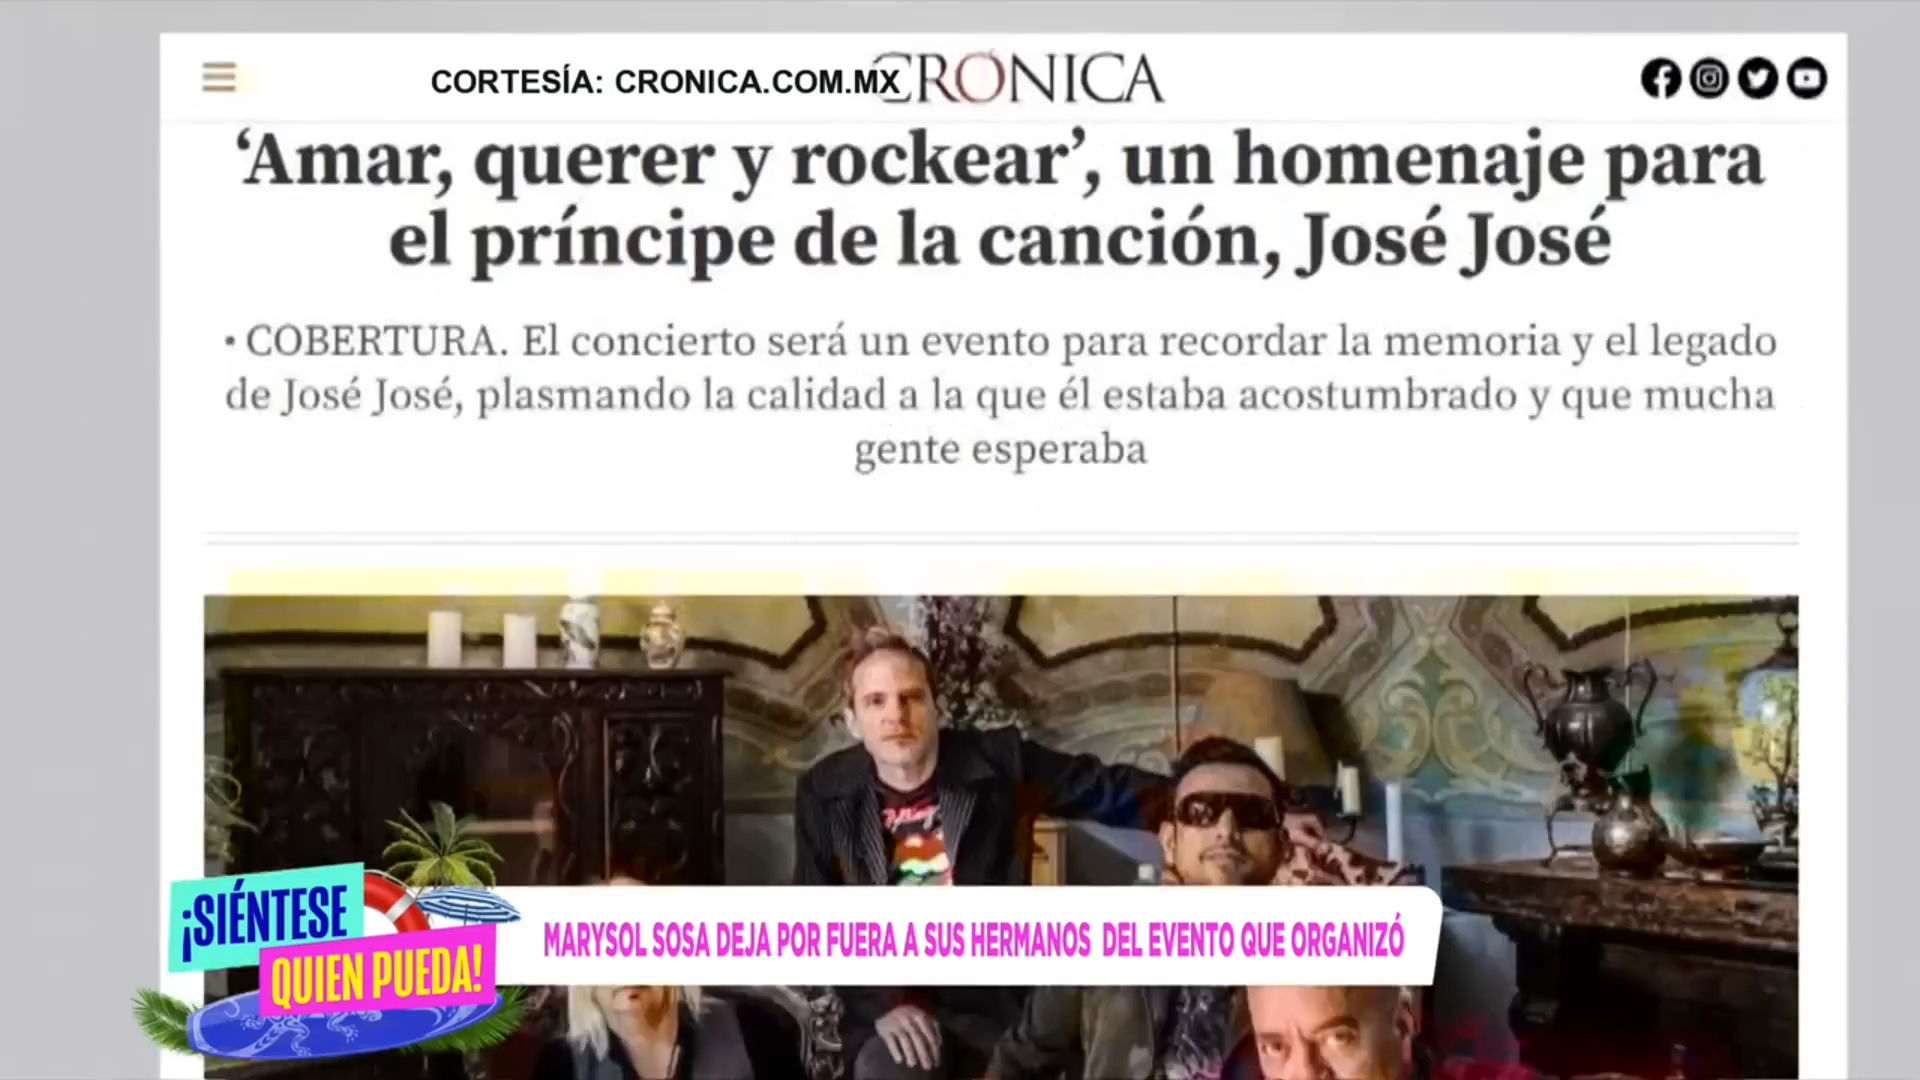 CORTESÍA: CRONICA.COM.MX
CRÓNICA
‘Amar, querer y rockear’, un homenaje para
el príncipe de la canción, José José
• COBERTURA. El concierto será un evento para recordar la memoria y el legado
de José José, plasmando la calidad a la que él estaba acostumbrado y que mucha
gente esperaba
¡SIÉNTESE
QUIEN PUEDA!
MARYSOL SOSA DEJA POR FUERA A SUS HERMANOS DEL EVENTO QUE ORGANIZÓ